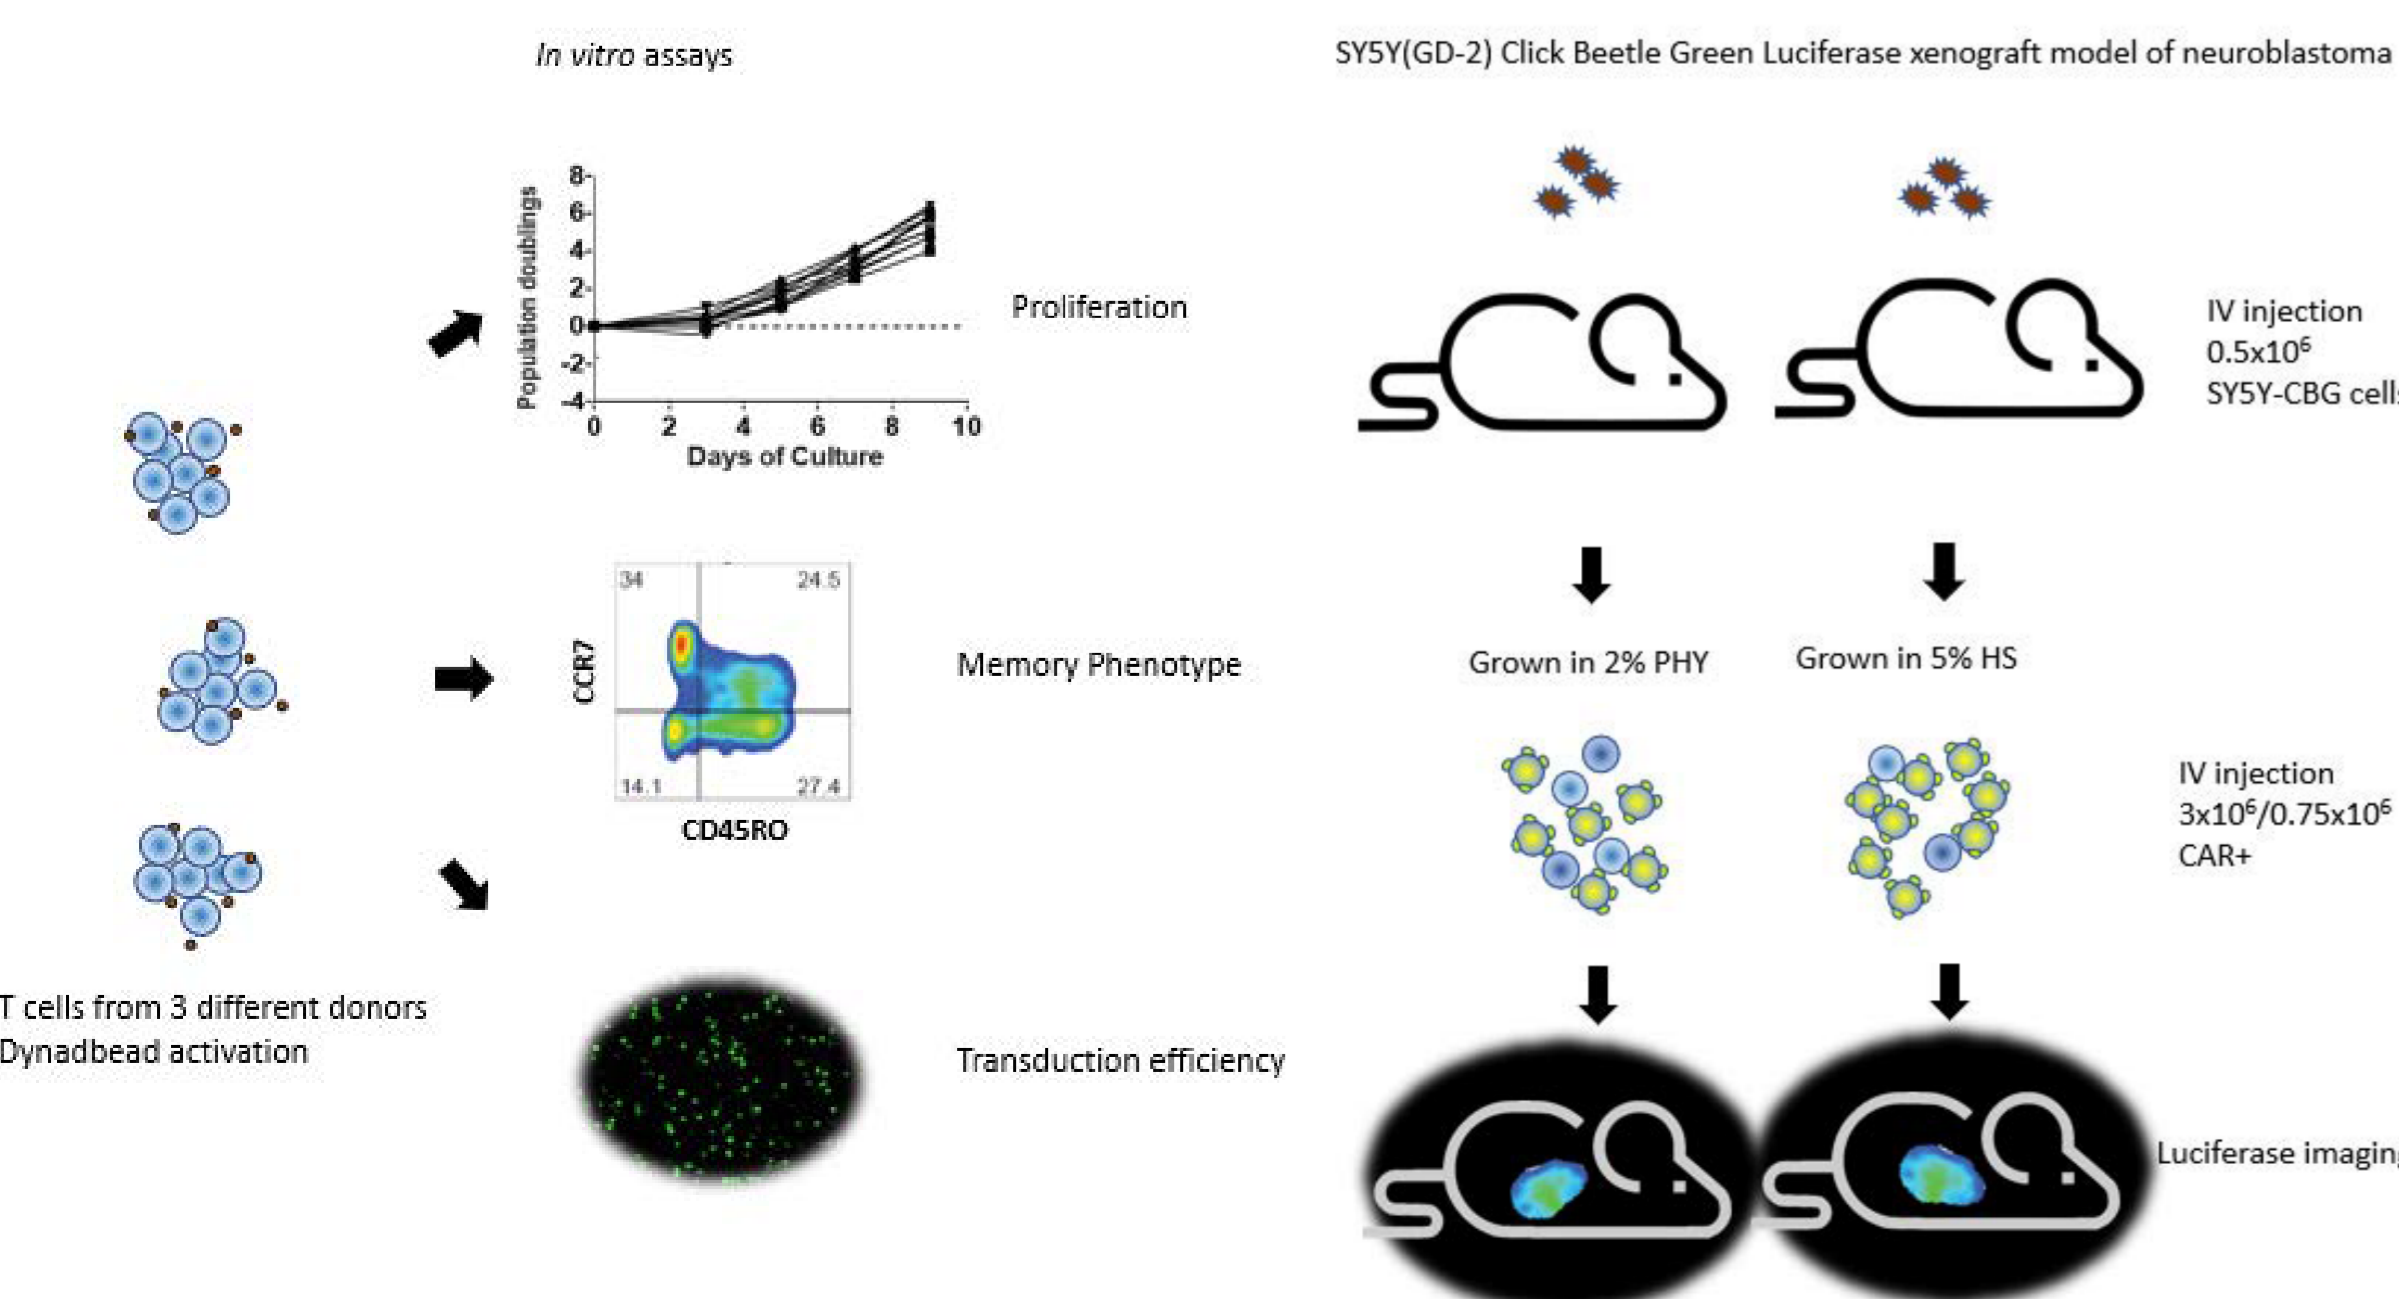 In vitro assays
SY5Y(GD-2) Click Beetle Green Luciferase xenograft model of neuroblastoma
Population doublings
8
6
4
2
0
-2
-4
0 2 4 6 8 10
Days of Culture
Proliferation
IV injection
0.5x10⁶
SY5Y-CBG cells
34 24.5
CCR7
14.1 27.4
CD45RO
Memory Phenotype
Grown in 2% PHY
Grown in 5% HS
IV injection
3x10⁶/0.75x10⁶
CAR+
T cells from 3 different donors
Dynadbead activation
Transduction efficiency
Luciferase imaging